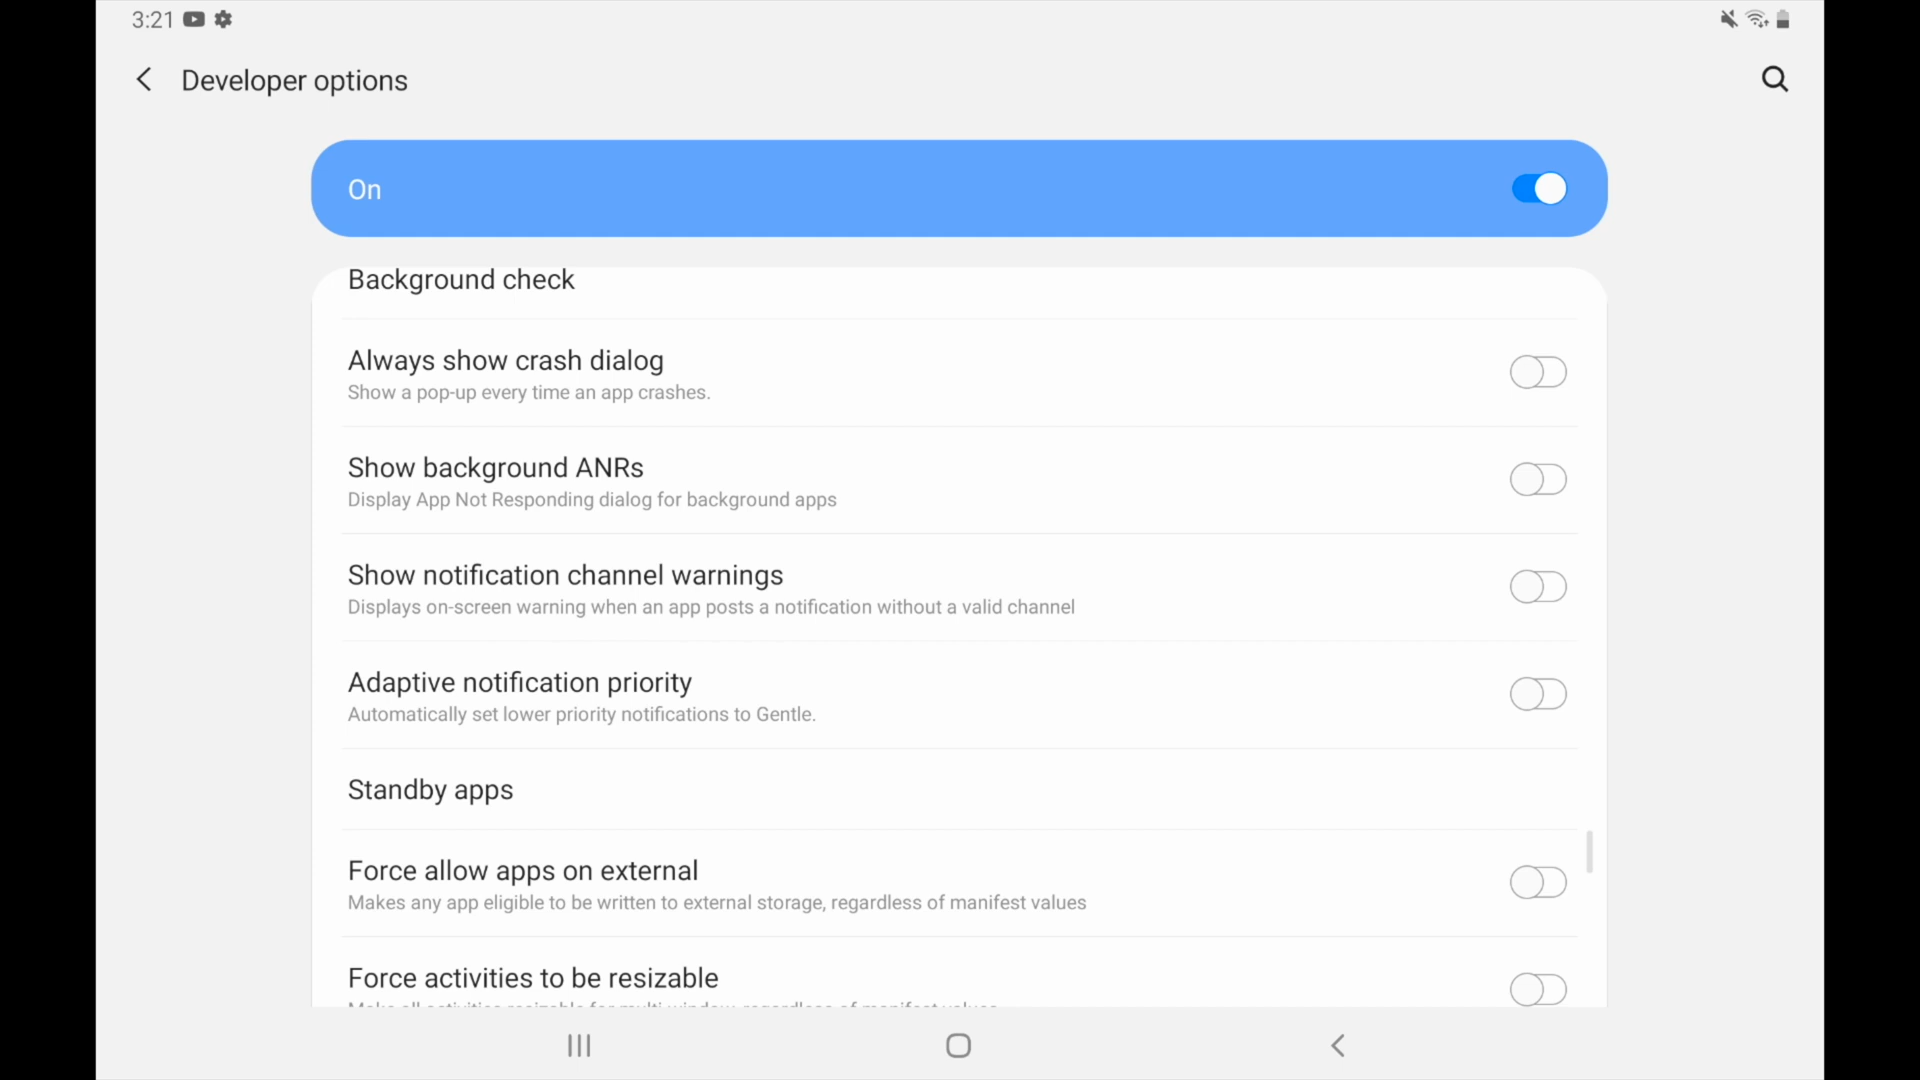 3:21
Developer options
On
Background check
Always show crash dialog
Show a pop-up every time an app crashes.
Show background ANRs
Display App Not Responding dialog for background apps
Show notification channel warnings
Displays on-screen warning when an app posts a notification without a valid channel
Adaptive notification priority
Automatically set lower priority notifications to Gentle.
Standby apps
Force allow apps on external
Makes any app eligible to be written to external storage, regardless of manifest values
Force activities to be resizable